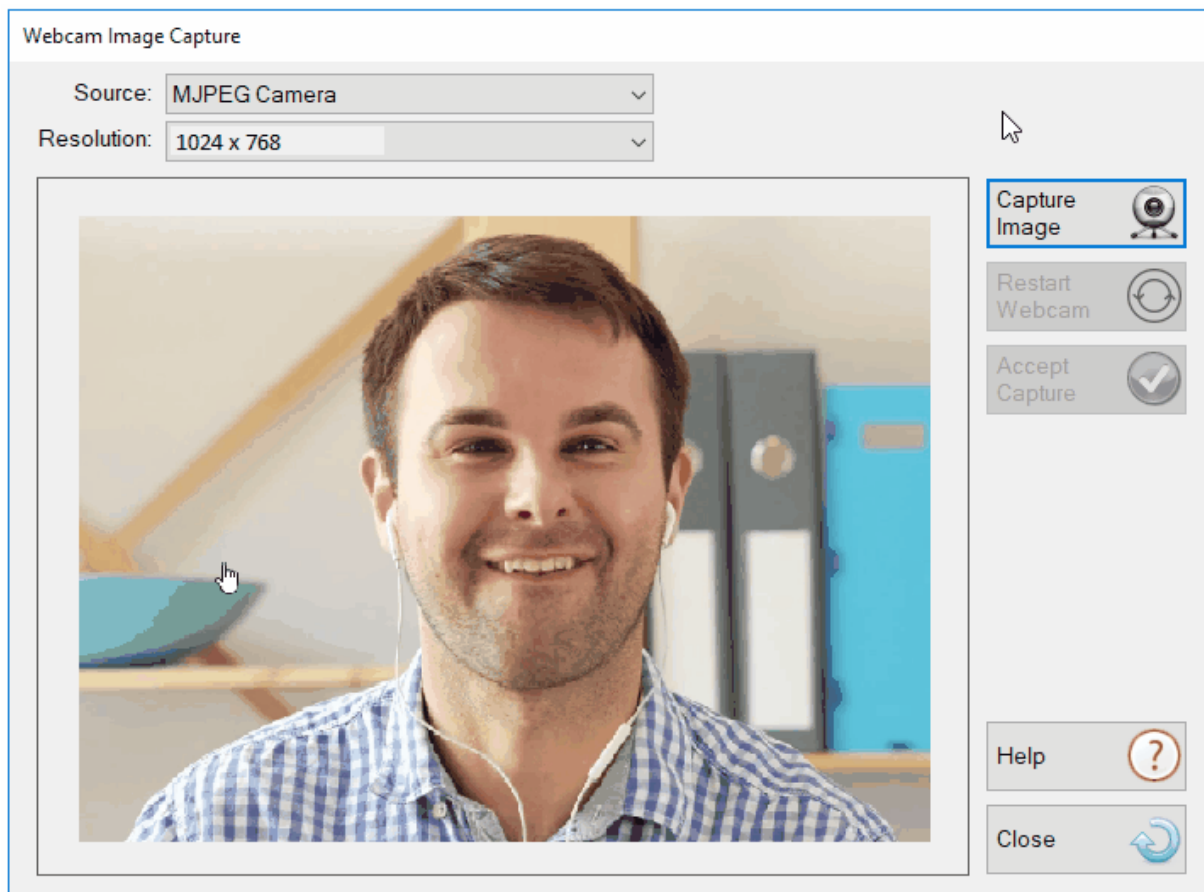 Webcam Image Capture
Source:
MJPEG Camera
Resolution:
1024 x 768
Capture
Image
Restart
Webcam
Accept
Capture
Help
?
Close